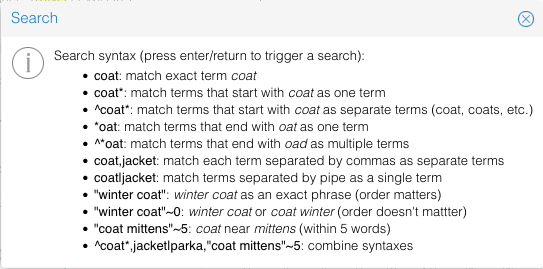 Search
Search syntax (press enter/return to trigger a search):
• coat: match exact term coat
• coat*: match terms that start with coat as one term
• ^coat*: match terms that start with coat as separate terms (coat, coats, etc.)
• *oat: match terms that end with oat as one term
• ^*oat: match terms that end with oad as multiple terms
• coat,jacket: match each term separated by commas as separate terms
• coat|jacket: match terms separated by pipe as a single term
• "winter coat": winter coat as an exact phrase (order matters)
• "winter coat"~0: winter coat or coat winter (order doesn't mattter)
• "coat mittens"~5: coat near mittens (within 5 words)
• ^coat*,jacket|parka,"coat mittens"~5: combine syntaxes